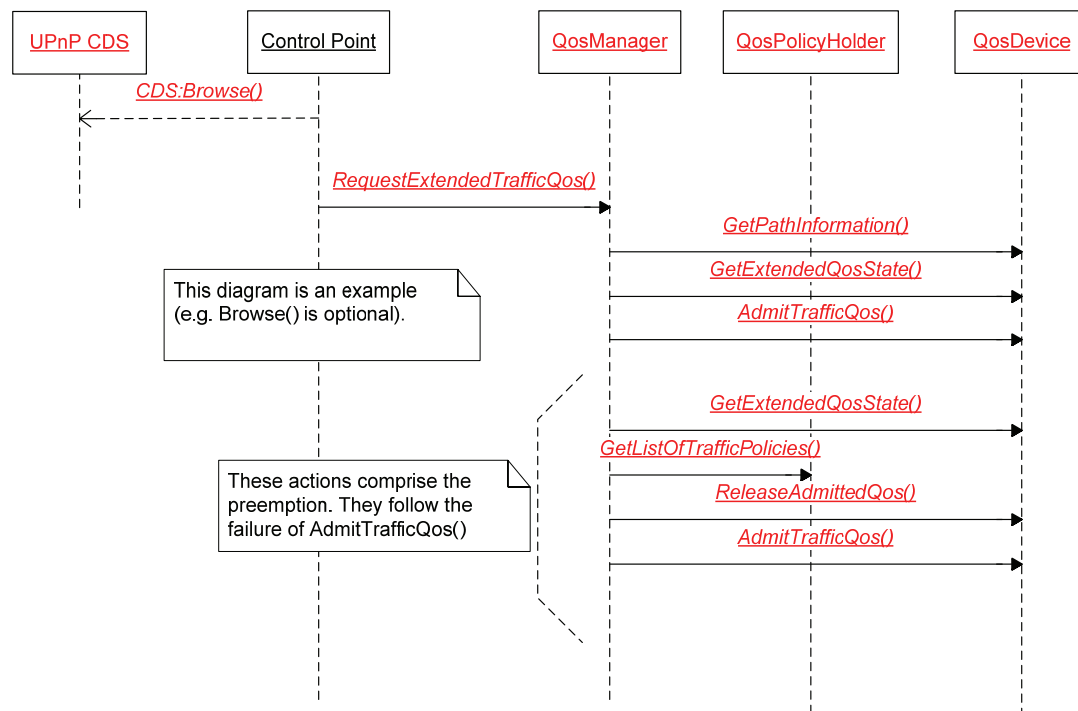 UPnP CDS
Control Point
QosManager
QosPolicyHolder
QosDevice
CDS:Browse()
RequestExtendedTrafficQos()
GetPathInformation()
GetExtendedQosState()
This diagram is an example
(e.g. Browse() is optional).
AdmitTrafficQos()
GetExtendedQosState()
GetListOfTrafficPolicies()
These actions comprise the
preemption. They follow the
failure of AdmitTrafficQos()
ReleaseAdmittedQos()
AdmitTrafficQos()